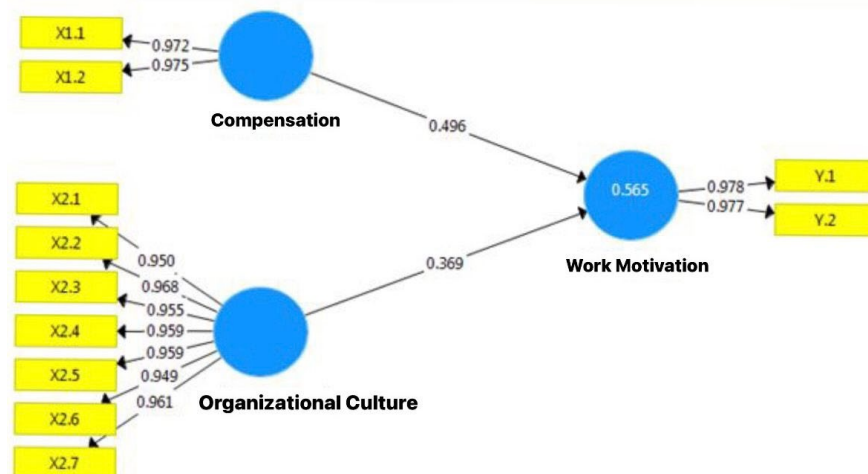 X1.1
0.972
X1.2
0.975
Compensation
0.496
X2.1
X2.2
X2.3
X2.4
X2.5
X2.6
X2.7
0.950
0.968
0.955
0.959
0.959
0.949
0.961
Organizational Culture
0.369
0.565
Work Motivation
0.978
0.977
Y.1
Y.2